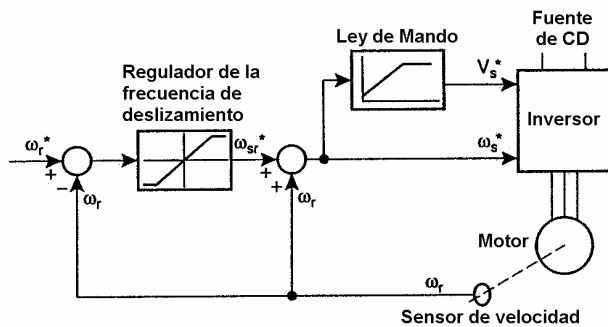 Fuente
de CD
Ley de Mando
Regulador de la
frecuencia de
deslizamiento
Vs*
Inversor
ωr*
ωsr*
ωs*
+
−
ωr
+
+
ωr
Motor
ωr
Sensor de velocidad